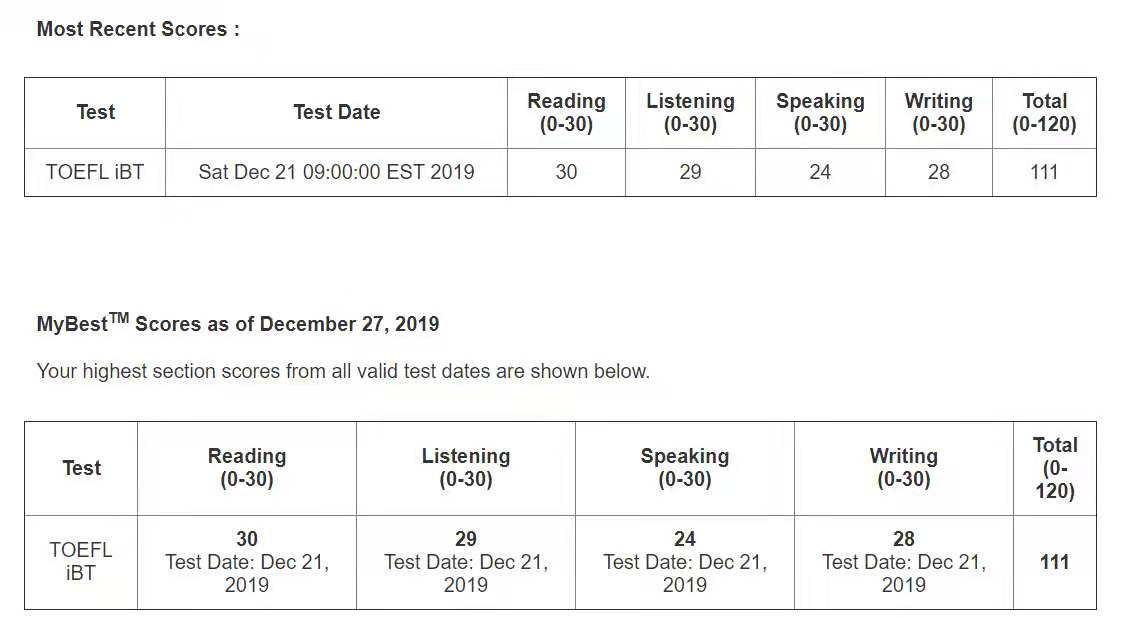 Most Recent Scores :
Test Test Date Reading (0-30) Listening (0-30) Speaking (0-30) Writing (0-30) Total (0-120)
TOEFL iBT Sat Dec 21 09:00:00 EST 2019 30 29 24 28 111
MyBest™ Scores as of December 27, 2019
Your highest section scores from all valid test dates are shown below.
Test Reading (0-30) Listening (0-30) Speaking (0-30) Writing (0-30) Total (0-120)
TOEFL iBT 30 Test Date: Dec 21, 2019 29 Test Date: Dec 21, 2019 24 Test Date: Dec 21, 2019 28 Test Date: Dec 21, 2019 111